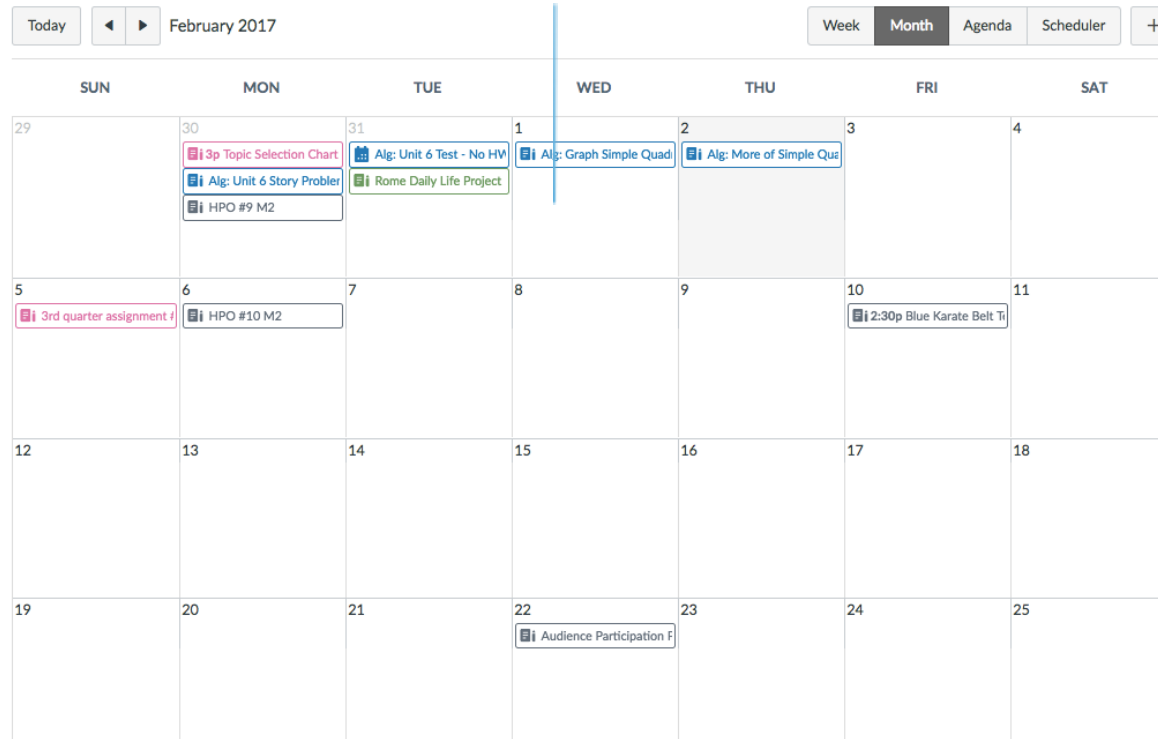 Today February 2017 Week Month Agenda Scheduler +
SUN MON TUE WED THU FRI SAT
29 30 31 1 2 3 4
3p Topic Selection Chart Alg: Unit 6 Test - No HW Alg: Graph Simple Quad Alg: More of Simple Qua
Alg: Unit 6 Story Problem Rome Daily Life Project
HPO #9 M2
5 6 7 8 9 10 11
3rd quarter assignment # HPO #10 M2 2:30p Blue Karate Belt
12 13 14 15 16 17 18
19 20 21 22 23 24 25
Audience Participation